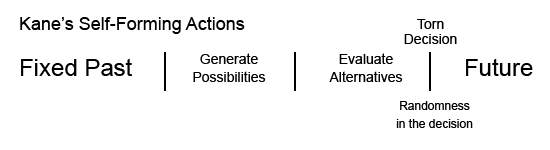 Kane's Self-Forming Actions
Torn
Decision
Fixed Past
Generate
Possibilities
Evaluate
Alternatives
Future
Randomness
in the decision